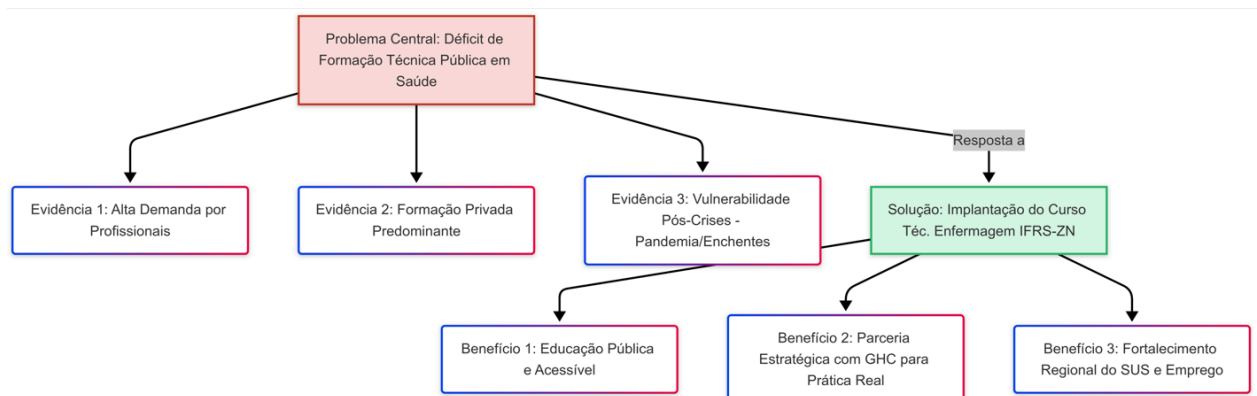 Problema Central: Déficit de
Formação Técnica Pública em
Saúde
Resposta a
Evidência 1: Alta Demanda por
Profissionais
Evidência 2: Formação Privada
Predominante
Evidência 3: Vulnerabilidade
Pós-Crises -
Pandemia/Enchentes
Solução: Implantação do Curso
Téc. Enfermagem IFRS-ZN
Benefício 1: Educação Pública
e Acessível
Benefício 2: Parceria
Estratégica com GHC para
Prática Real
Benefício 3: Fortalecimento
Regional do SUS e Emprego